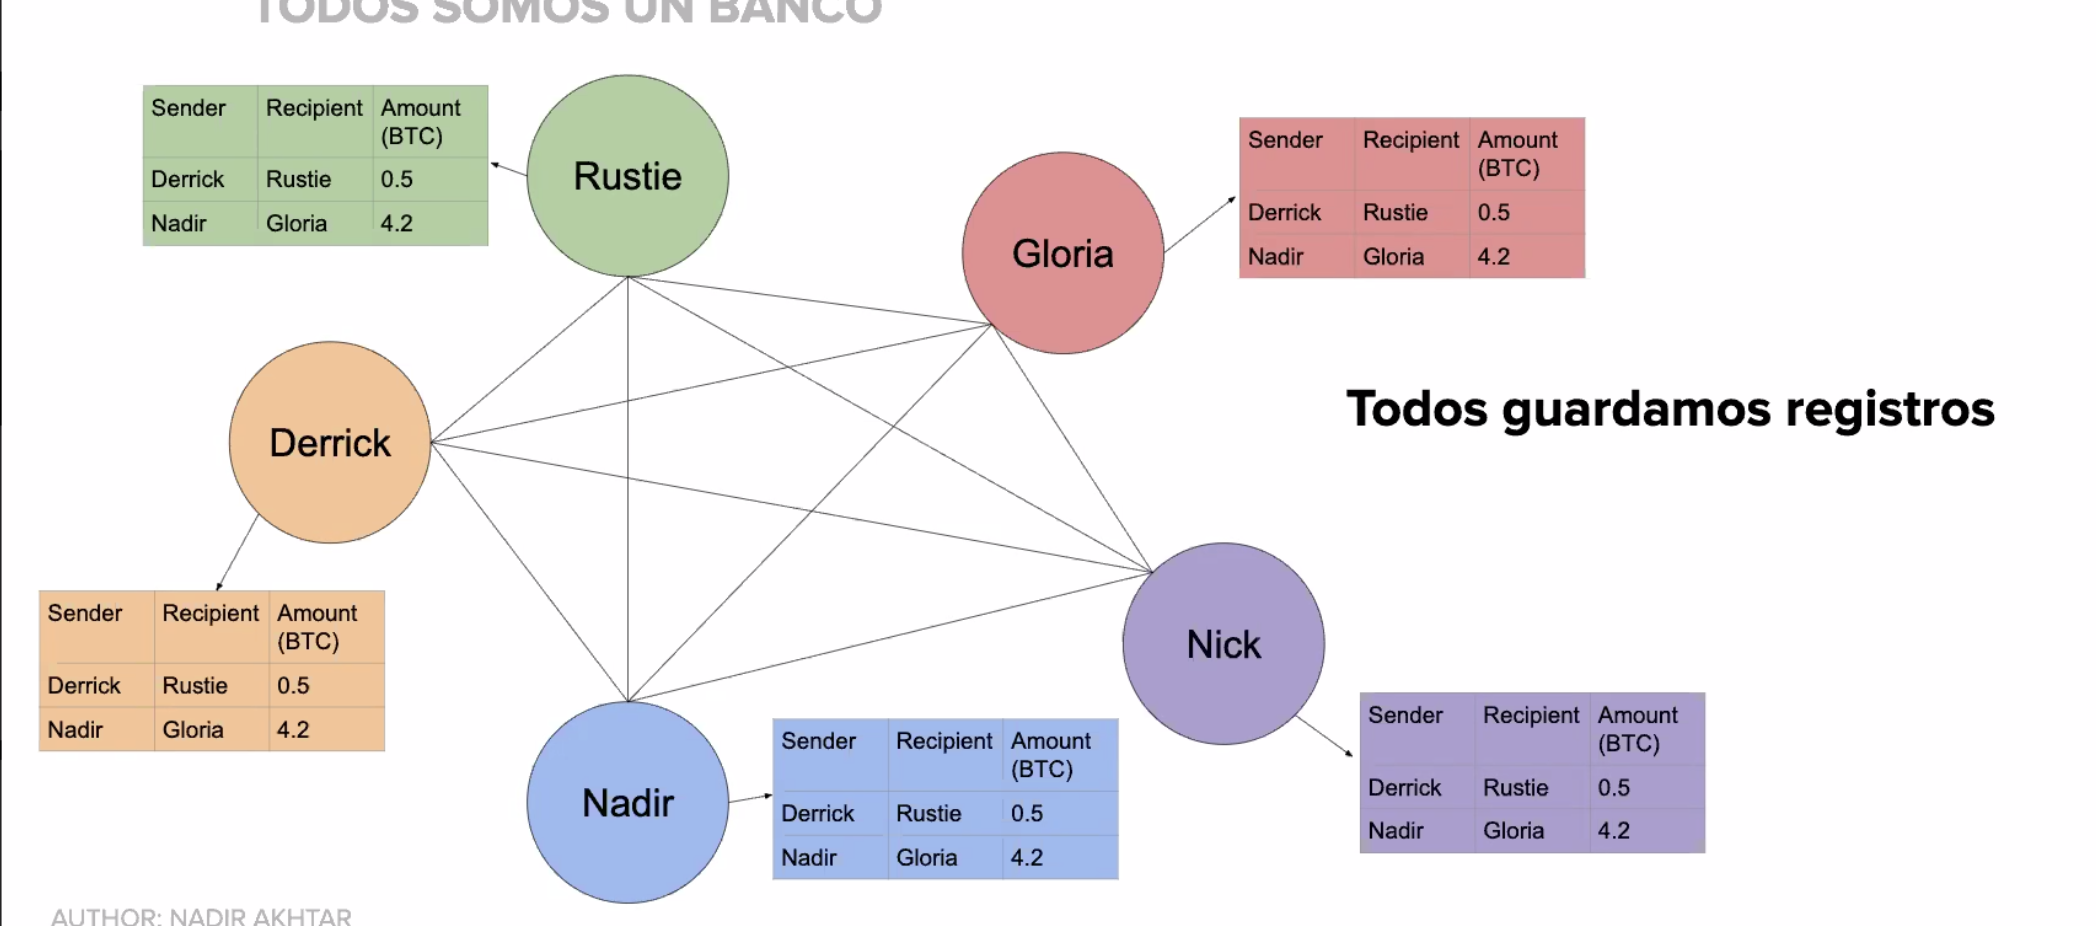 TODOS SOMOS UN BANCO
Sender Recipient Amount
(BTC)
Derrick Rustie 0.5
Nadir Gloria 4.2
Rustie
Gloria
Sender Recipient Amount
(BTC)
Derrick Rustie 0.5
Nadir Gloria 4.2
Todos guardamos registros
Derrick
Sender Recipient Amount
(BTC)
Derrick Rustie 0.5
Nadir Gloria 4.2
Nadir
Sender Recipient Amount
(BTC)
Derrick Rustie 0.5
Nadir Gloria 4.2
Nick
Sender Recipient Amount
(BTC)
Derrick Rustie 0.5
Nadir Gloria 4.2
AUTHOR: NADIR AKHTAR